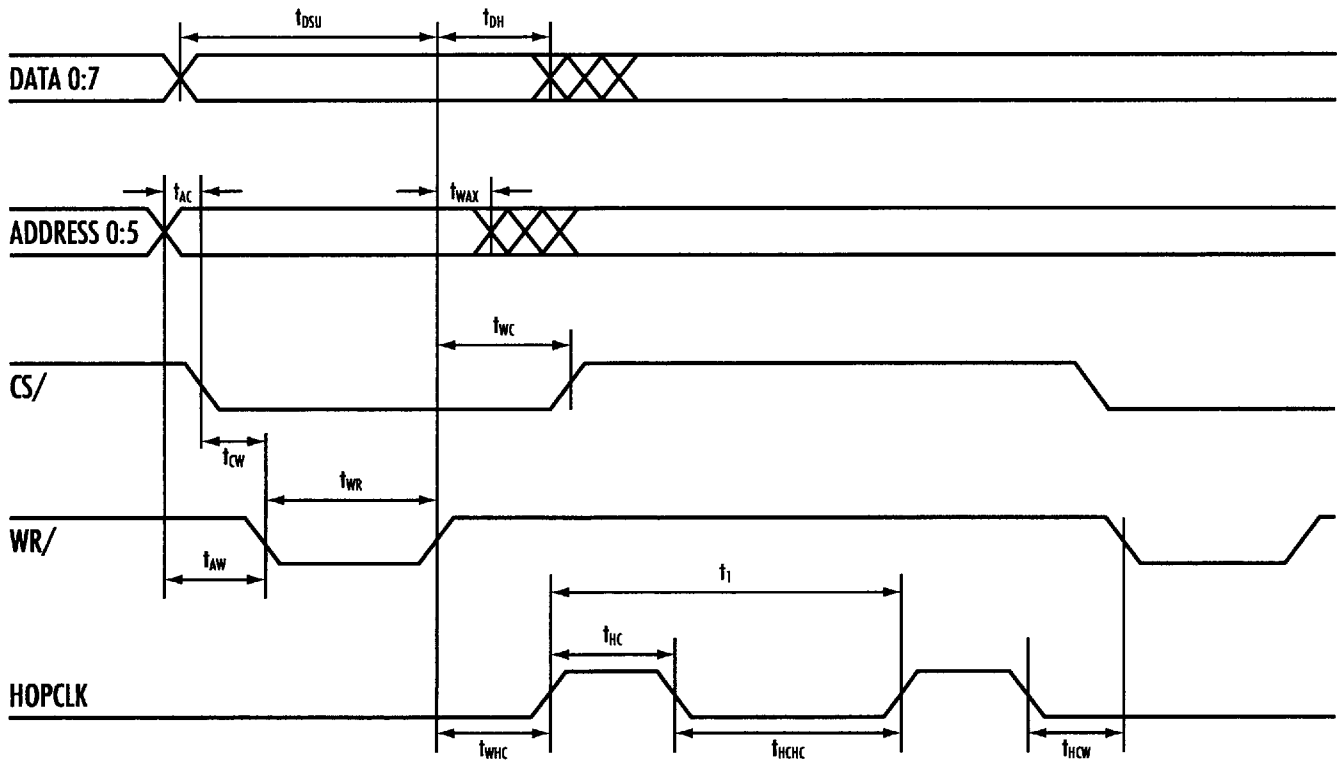 tDSU
tDH
DATA 0:7
tAC
tWAX
ADDRESS 0:5
tWC
CS/
tCW
tWR
WR/
tAW
t1
tHC
HOPCLK
tWHC
tHCHC
tHCW